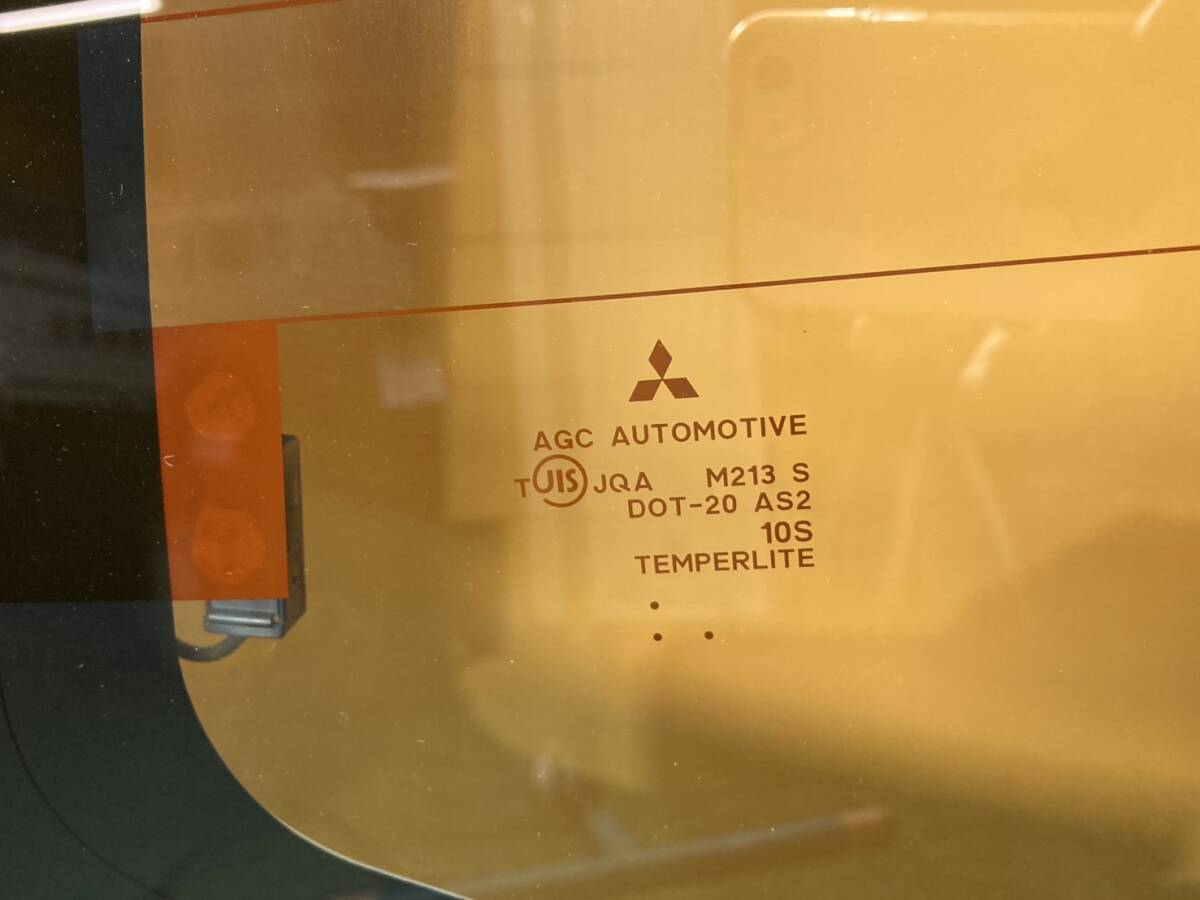 AGC AUTOMOTIVE
T JIS JQA M213 S
DOT-20 AS2
10S
TEMPERLITE